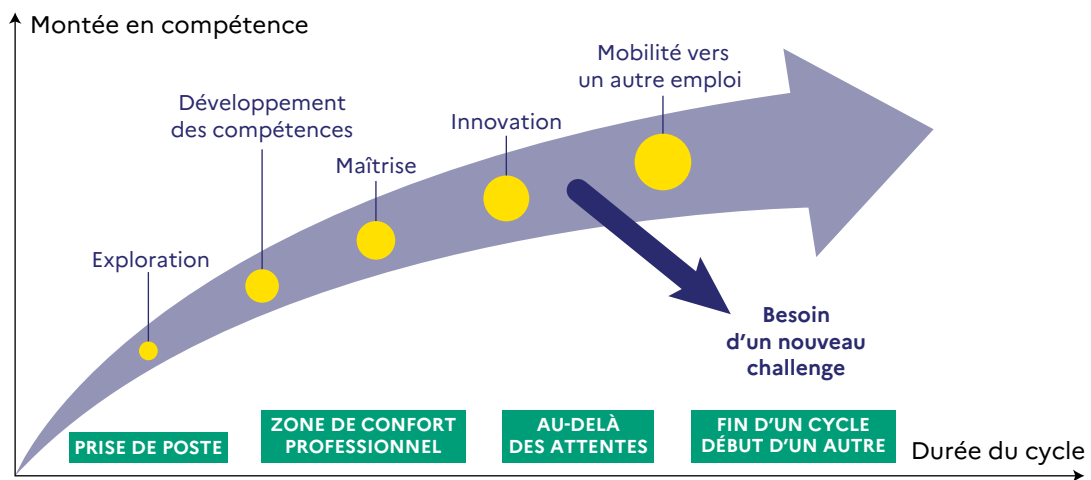 Montée en compétence
Mobilité vers
un autre emploi
Développement
des compétences
Innovation
Maîtrise
Exploration
Besoin
d'un nouveau
challenge
PRISE DE POSTE
ZONE DE CONFORT
PROFESSIONNEL
AU-DELÀ
DES ATTENTES
FIN D'UN CYCLE
DÉBUT D'UN AUTRE
Durée du cycle